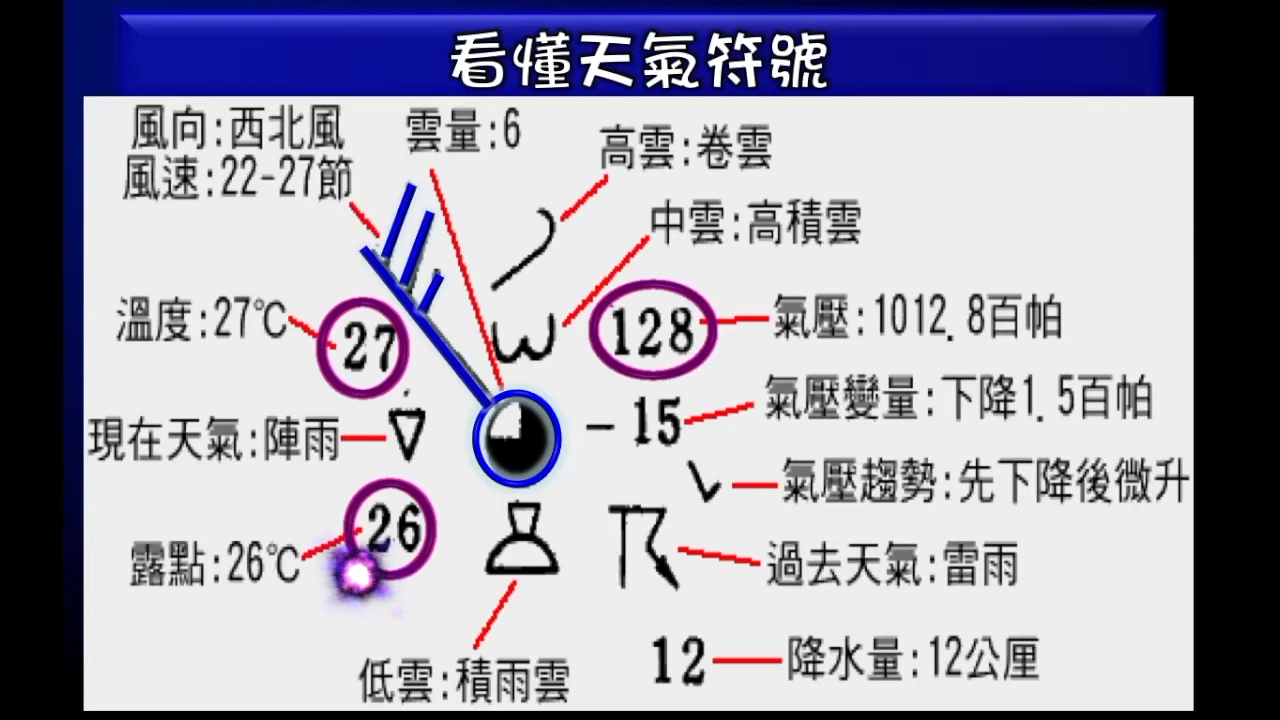 看懂天氣符號
風向:西北風
風速:22-27節
雲量:6
高雲:卷雲
中雲:高積雲
溫度:27℃
27
128
氣壓:1012.8百帕
現在天氣:陣雨
-15
氣壓變量:下降1.5百帕
氣壓趨勢:先下降後微升
露點:26℃
26
過去天氣:雷雨
低雲:積雨雲
12
降水量:12公厘